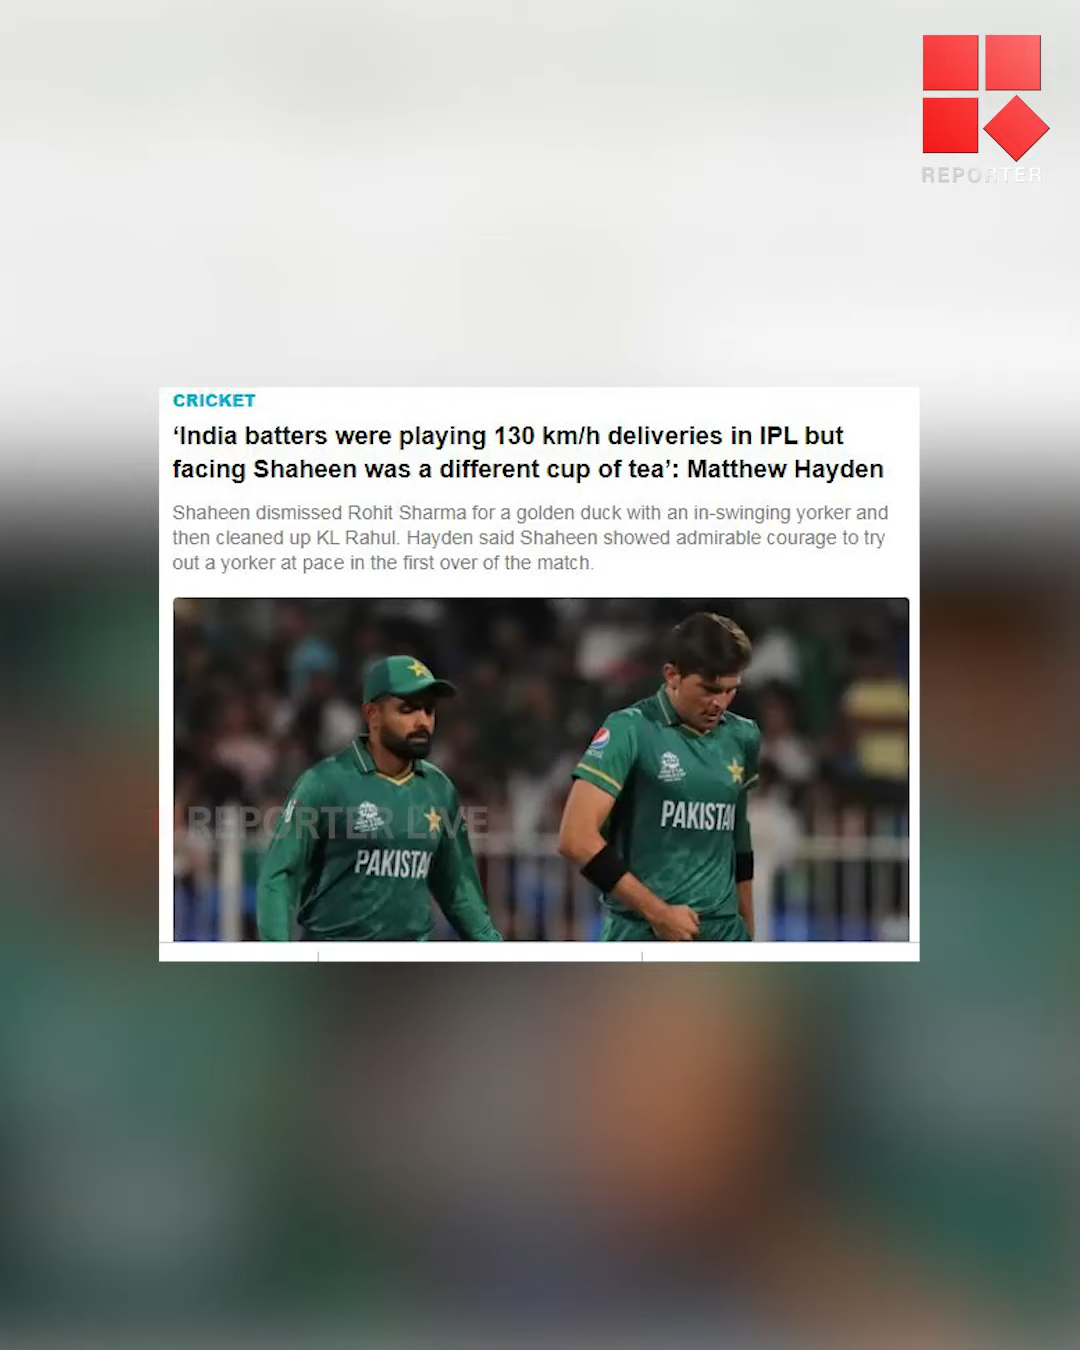 REPORTER
CRICKET
‘India batters were playing 130 km/h deliveries in IPL but
facing Shaheen was a different cup of tea’: Matthew Hayden
Shaheen dismissed Rohit Sharma for a golden duck with an in-swinging yorker and
then cleaned up KL Rahul. Hayden said Shaheen showed admirable courage to try
out a yorker at pace in the first over of the match.
PAKISTAN
REPORTER LIVE
PAKISTA